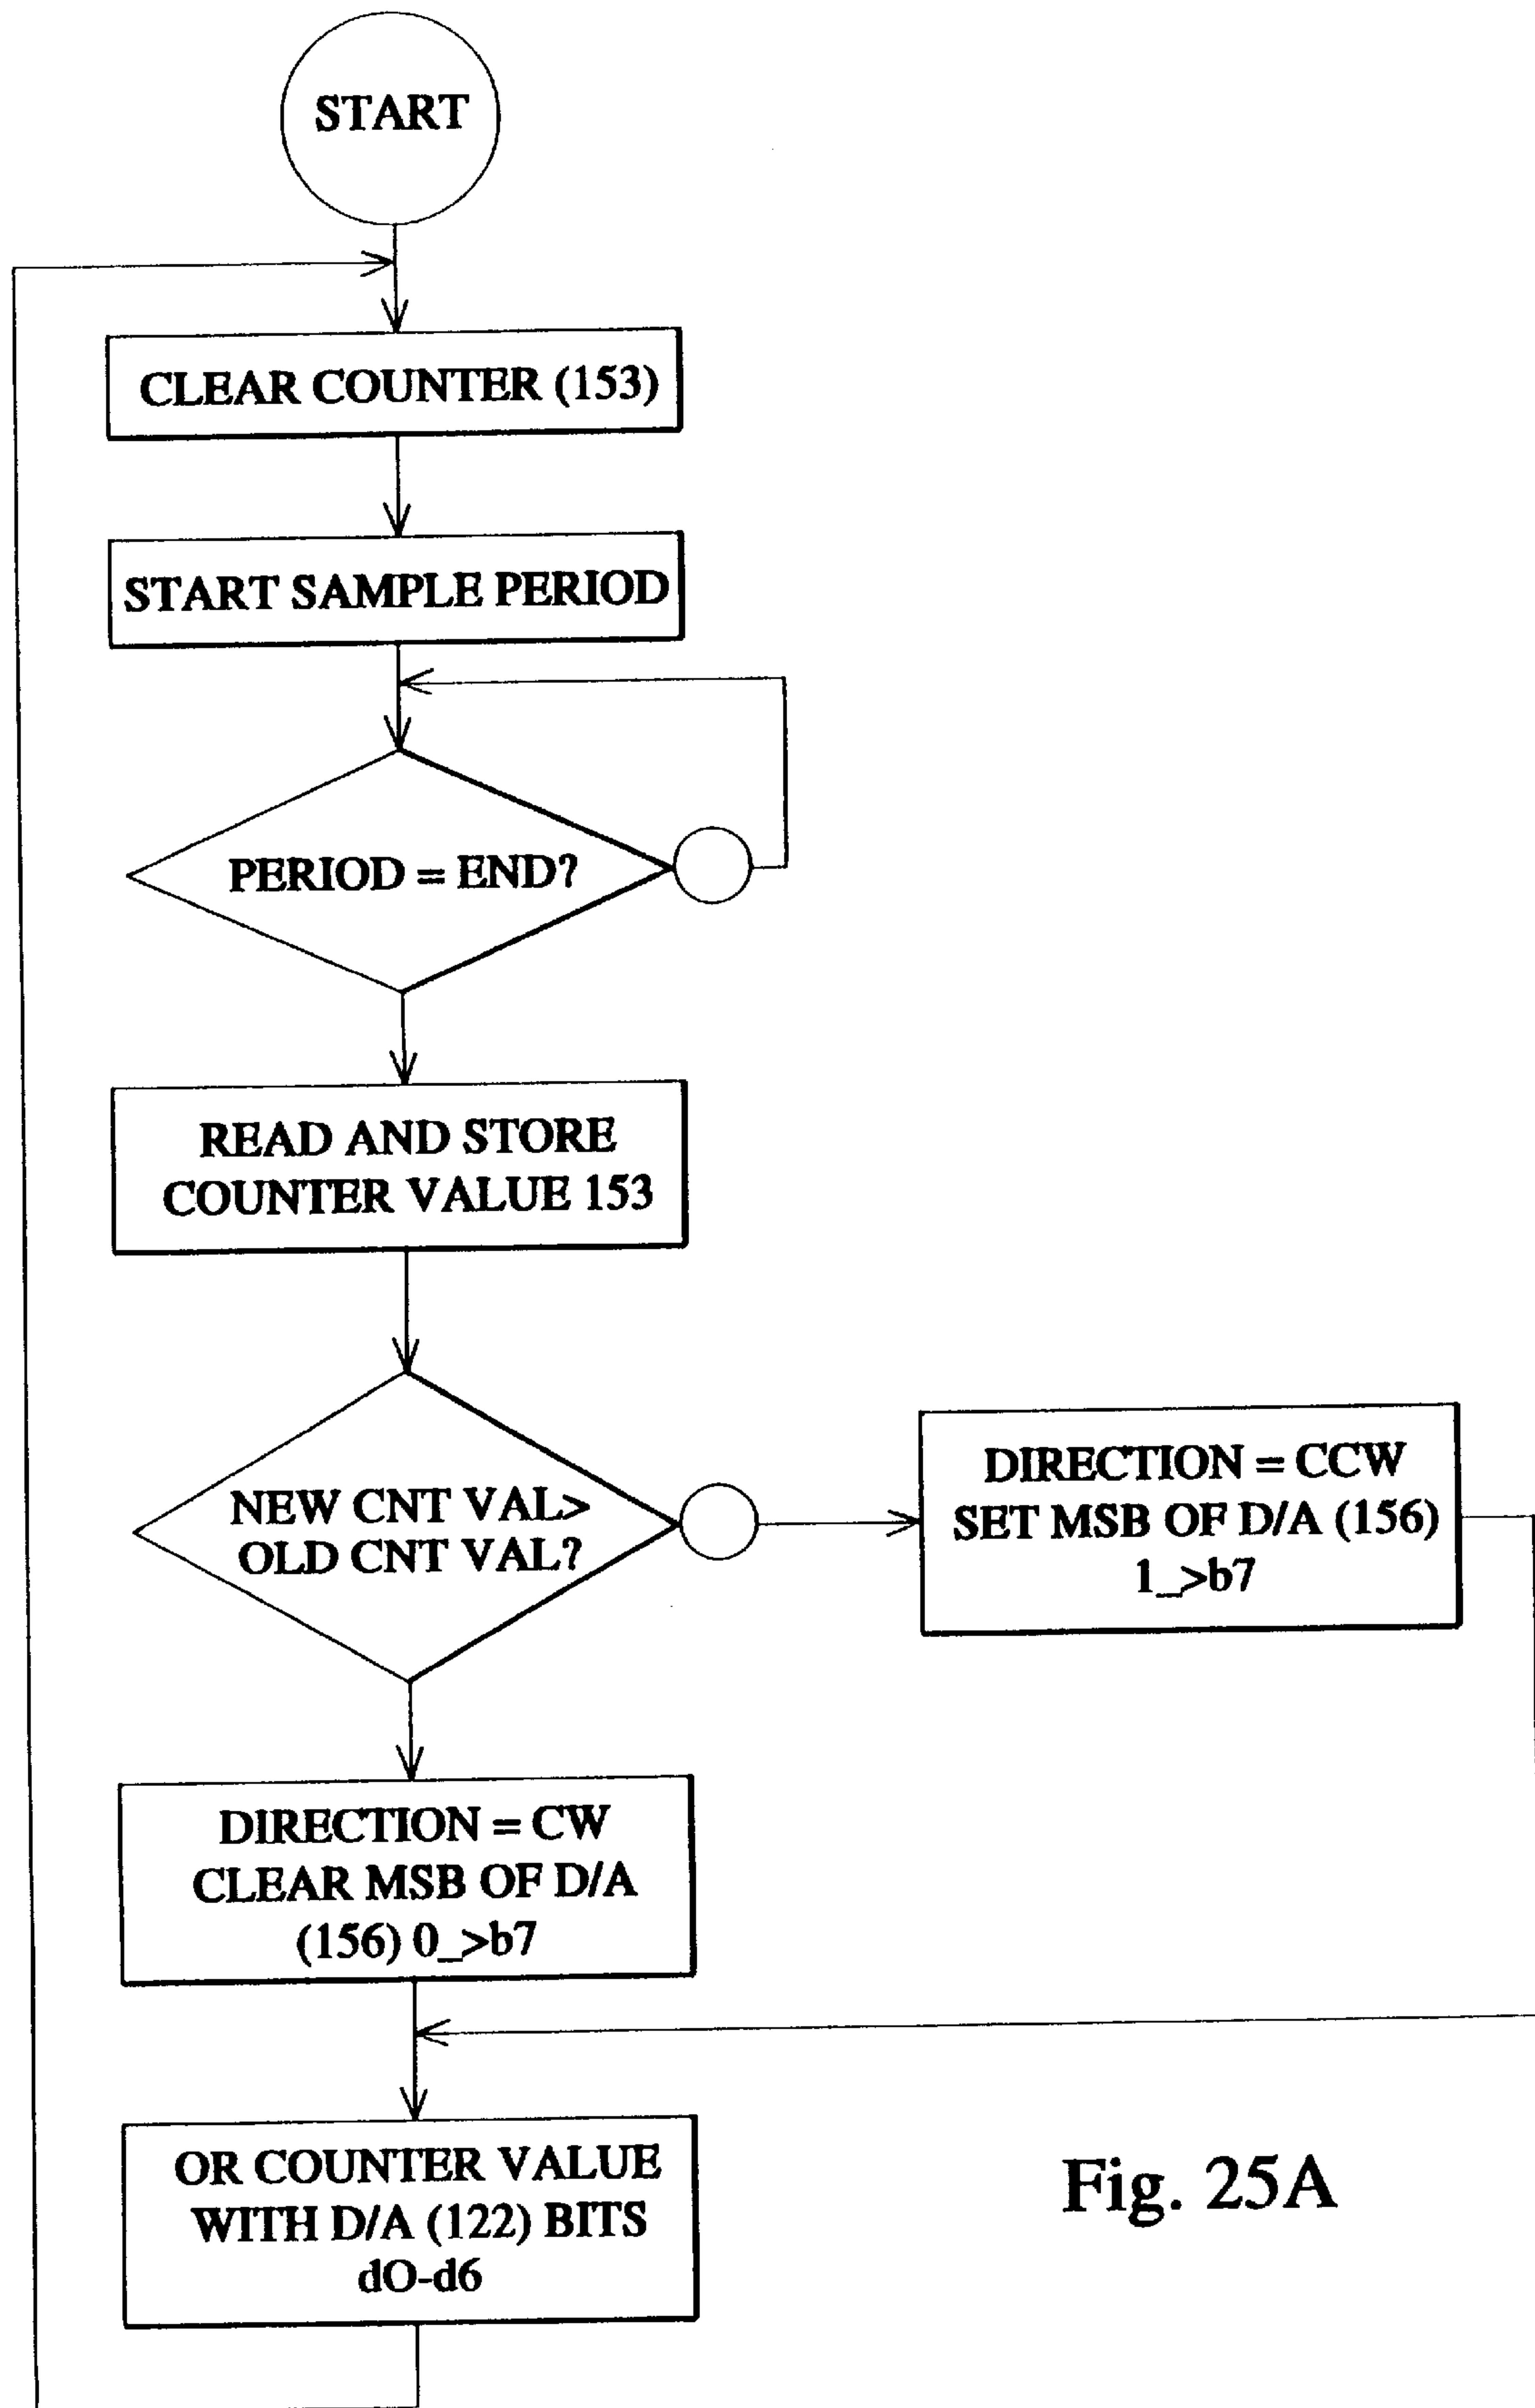 START
CLEAR COUNTER (153)
START SAMPLE PERIOD
PERIOD = END?
READ AND STORE
COUNTER VALUE 153
NEW CNT VAL>
OLD CNT VAL?
DIRECTION = CCW
SET MSB OF D/A (156)
1_>b7
DIRECTION = CW
CLEAR MSB OF D/A
(156) 0_>b7
OR COUNTER VALUE
WITH D/A (122) BITS
dO-d6
Fig. 25A